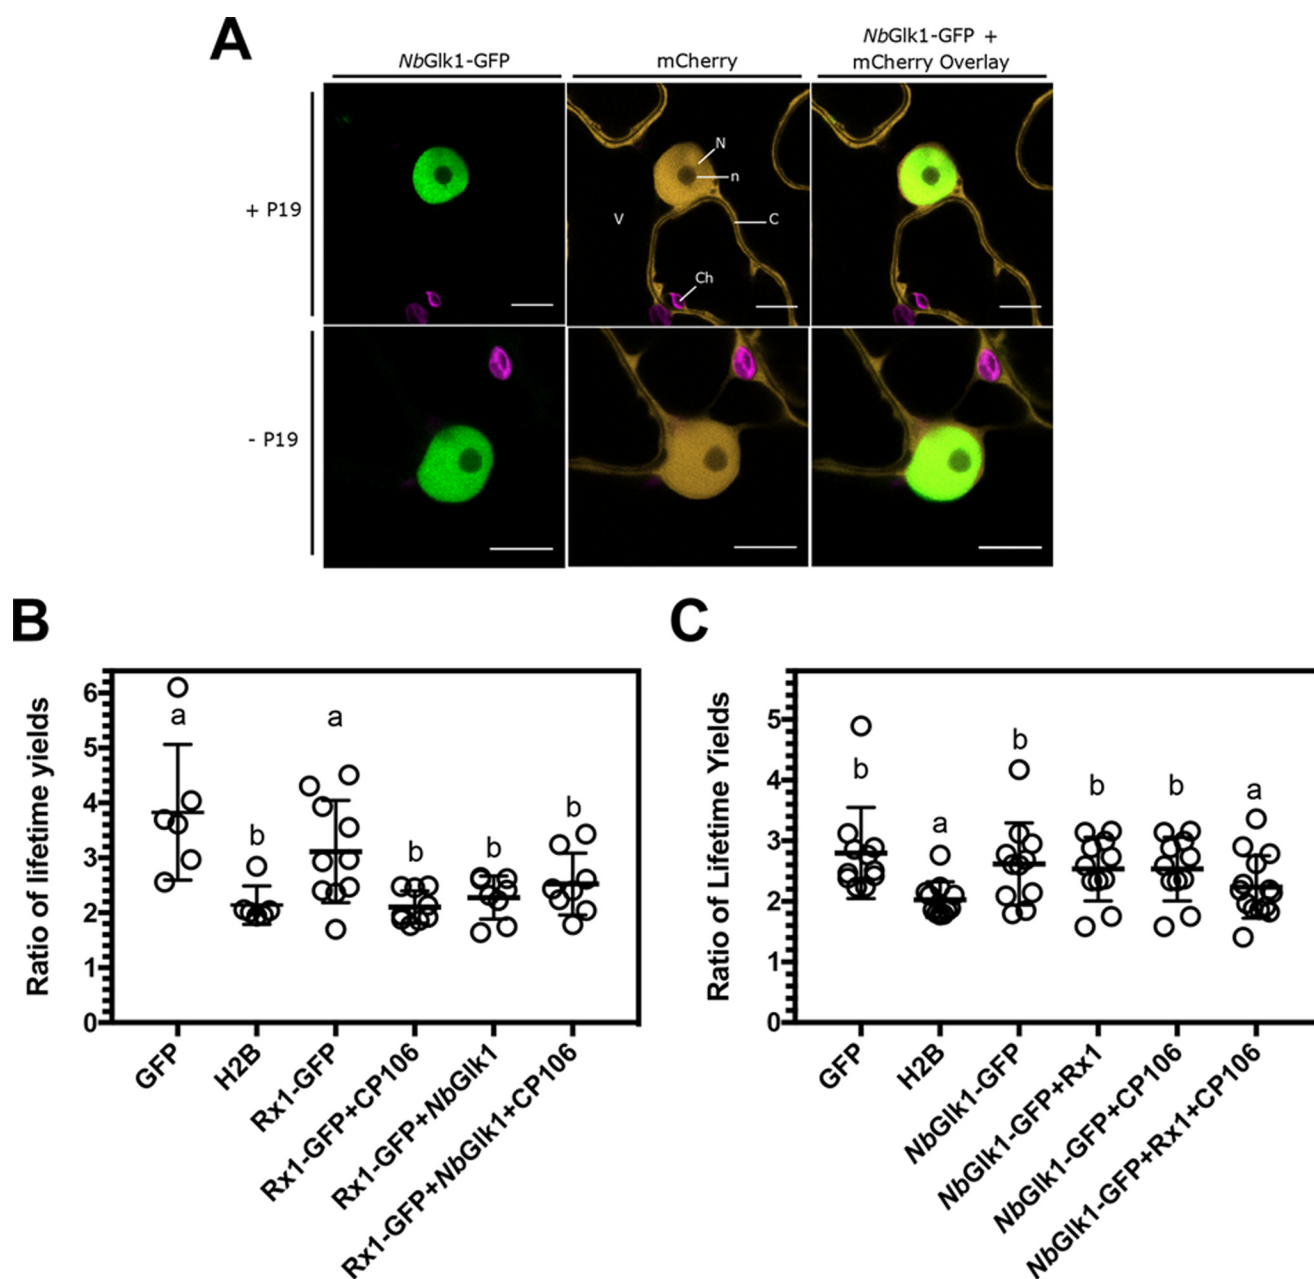 A
NbGlk1-GFP
mCherry
NbGlk1-GFP +
mCherry Overlay
+ P19
N
n
V
C
Ch
- P19
B
C
Ratio of lifetime yields
6
5
4
3
2
1
0
a
b
a
b
b
b
GFP
H2B
Rx1-GFP
Rx1-GFP+CP106
Rx1-GFP+NbGlk1
Rx1-GFP+NbGlk1+CP106
Ratio of Lifetime Yields
5
4
3
2
1
0
b
a
b
b
b
a
GFP
H2B
NbGlk1-GFP
NbGlk1-GFP+Rx1
NbGlk1-GFP+CP106
NbGlk1-GFP+Rx1+CP106